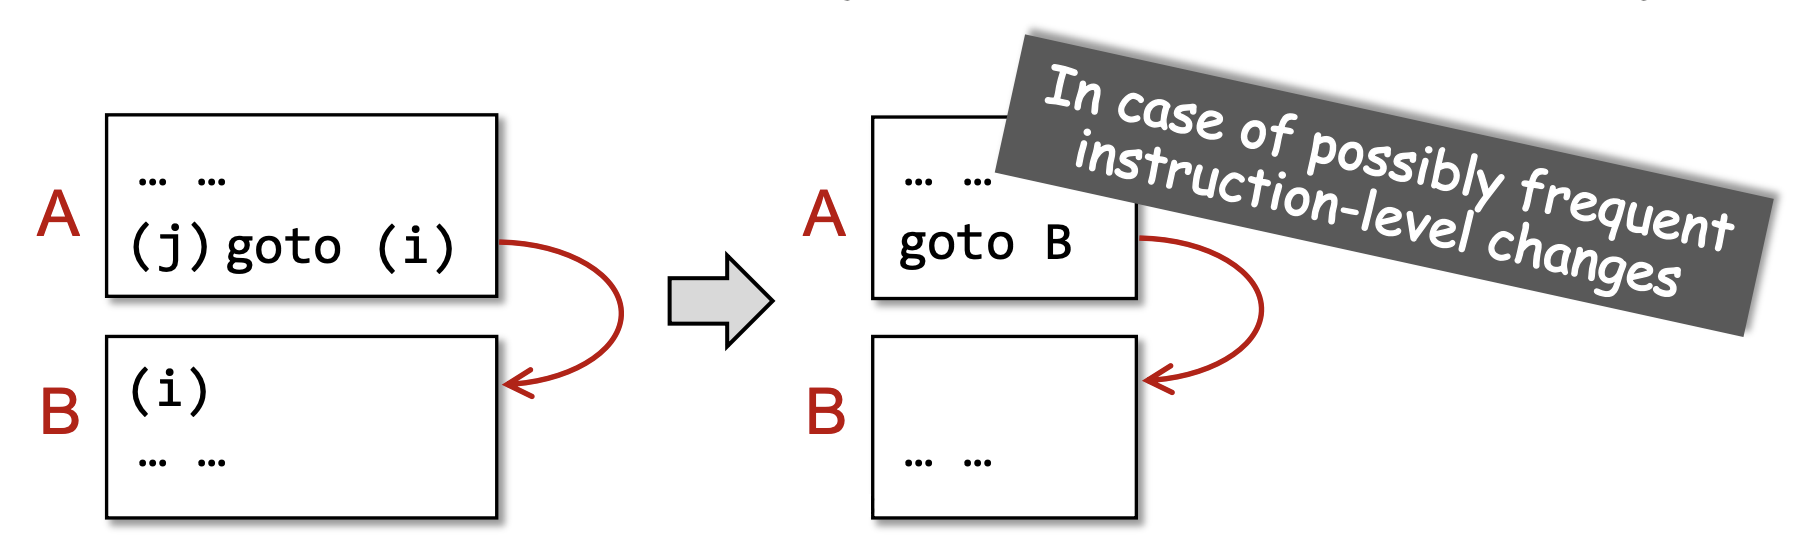 In case of possibly frequent
instruction-level changes
A
… …
(j) goto (i)
B
(i)
… …
A
… …
goto B
B
… …